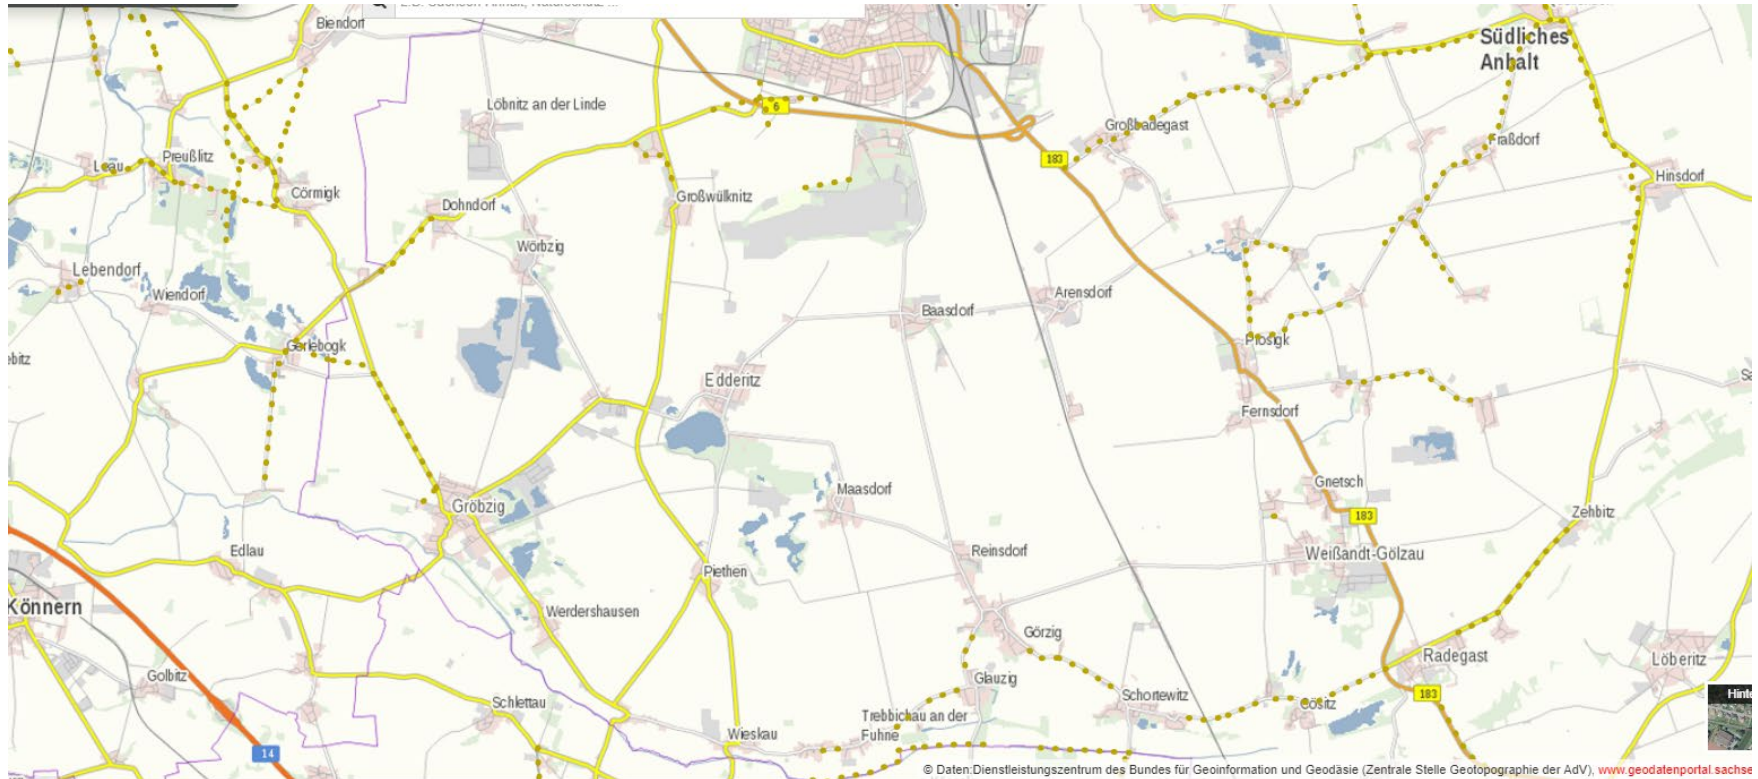 Biendorf
Südliches
Anhalt
Löbnitz an der Linde
6
Großbadegast
183
Fraßdorf
Preußlitz
Leau
Cörmigk
Großwülknitz
Hinsdorf
Dohndorf
Wörbzig
Lebendorf
Wiendorf
Arensdorf
Baasdorf
Prosigk
Gerlebogk
ebitz
Edderitz
Fernsdorf
Gnetsch
Maasdorf
Gröbzig
183
Zehbitz
Edlau
Reinsdorf
Weißandt-Gölzau
Piethen
Könnern
Werdershausen
Görzig
Radegast
Löberitz
Golbitz
Glauzig
Schortewitz
183
Hinte
Schlettau
Cösitz
Trebbichau an der
Fuhne
Wieskau
14
© Daten:Dienstleistungszentrum des Bundes für Geoinformation und Geodäsie (Zentrale Stelle Geotopographie der AdV), www.geodatenportal.sachse